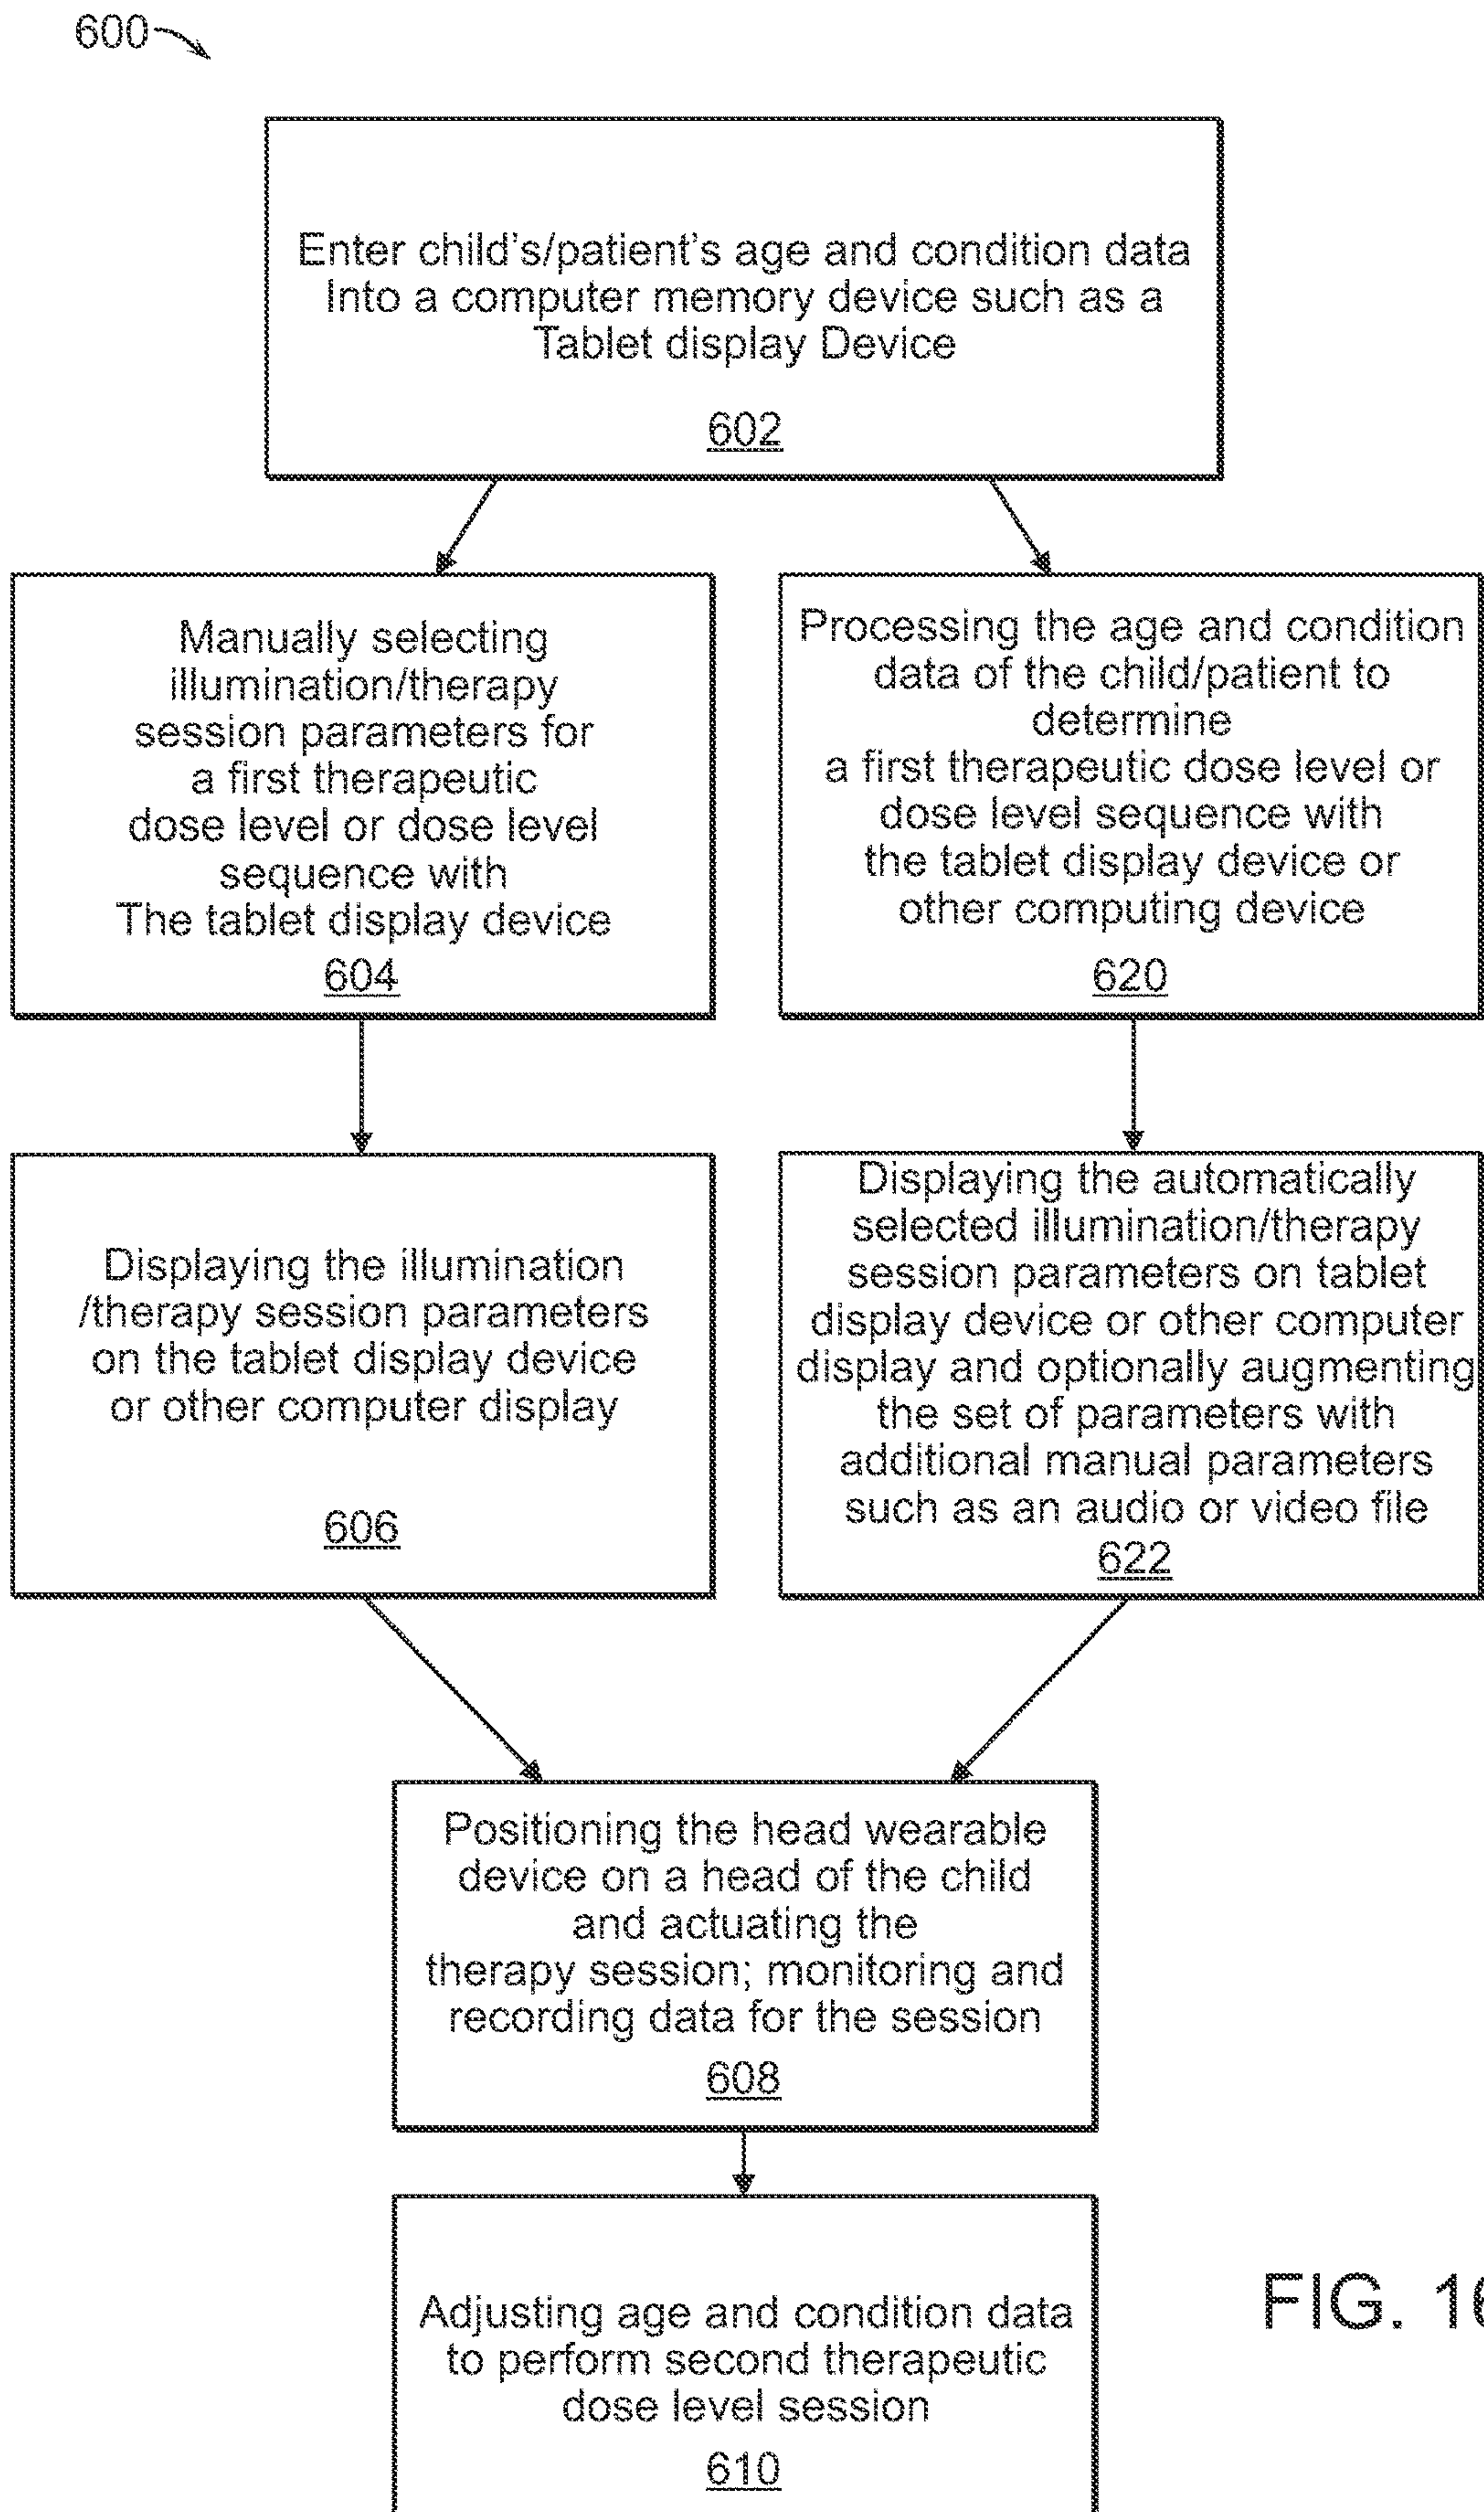 600
Enter child's/patient's age and condition data
Into a computer memory device such as a
Tablet display Device
602
Manually selecting
illumination/therapy
session parameters for
a first therapeutic
dose level or dose level
sequence with
The tablet display device
604
Processing the age and condition
data of the child/patient to
determine
a first therapeutic dose level or
dose level sequence with
the tablet display device or
other computing device
620
Displaying the illumination
/therapy session parameters
on the tablet display device
or other computer display
606
Displaying the automatically
selected illumination/therapy
session parameters on tablet
display device or other computer
display and optionally augmenting
the set of parameters with
additional manual parameters
such as an audio or video file
622
Positioning the head wearable
device on a head of the child
and actuating the
therapy session; monitoring and
recording data for the session
608
Adjusting age and condition data
to perform second therapeutic
dose level session
610
FIG.